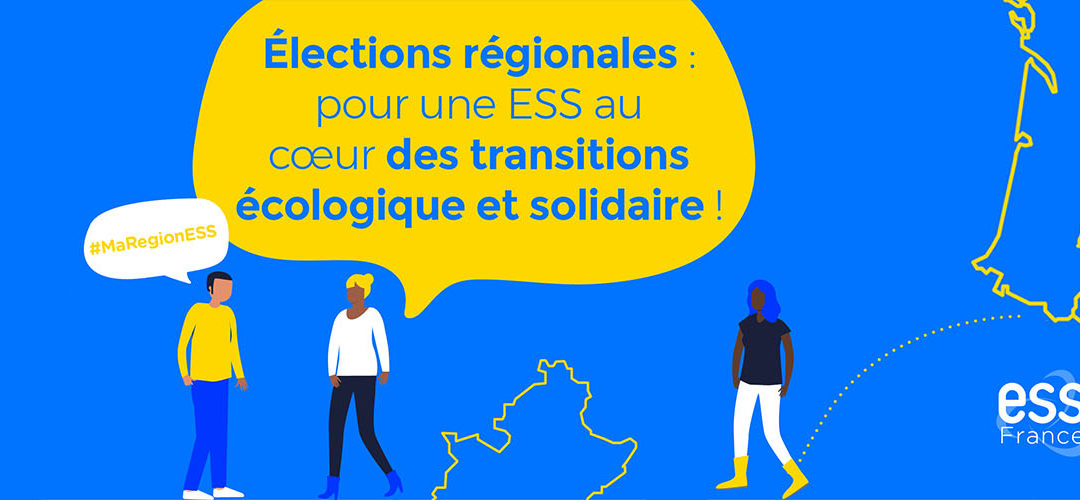 Élections régionales :
pour une ESS au
cœur des transitions
écologique et solidaire !
#MaRegionESS
ess
France